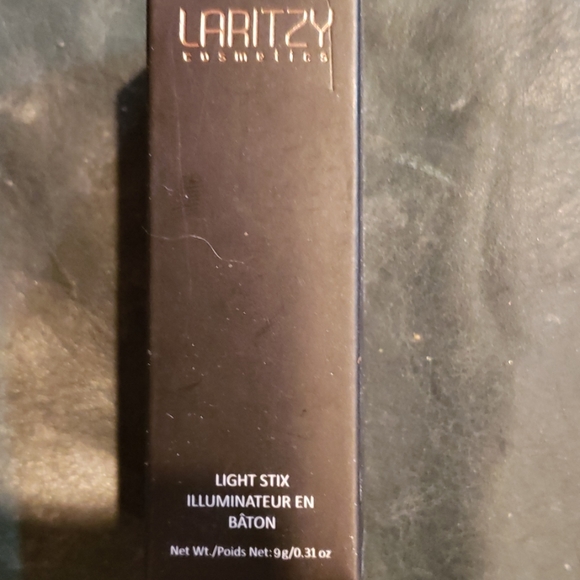 LARITZY
cosmetics
LIGHT STIX
ILLUMINATEUR EN
BÂTON
Net Wt./Poids Net: 9g/0.31 oz